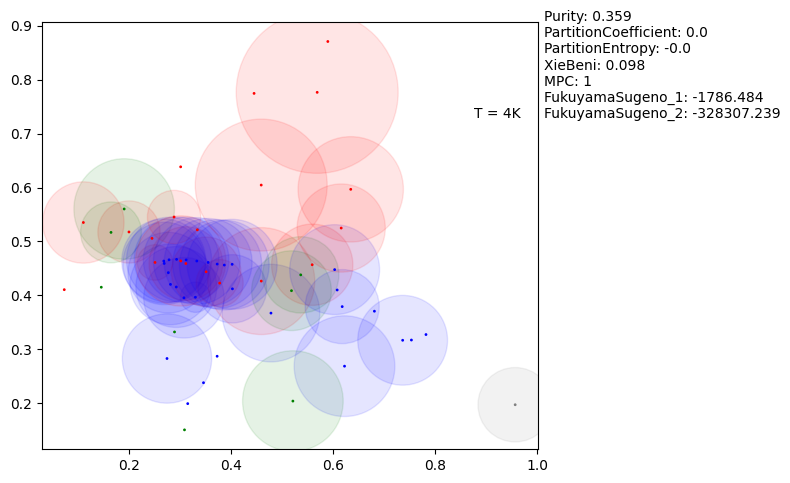 Purity: 0.359
PartitionCoefficient: 0.0
PartitionEntropy: -0.0
XieBeni: 0.098
MPC: 1
FukuyamaSugeno_1: -1786.484
FukuyamaSugeno_2: -328307.239
T = 4K
0.9
0.8
0.7
0.6
0.5
0.4
0.3
0.2
0.2 0.4 0.6 0.8 1.0